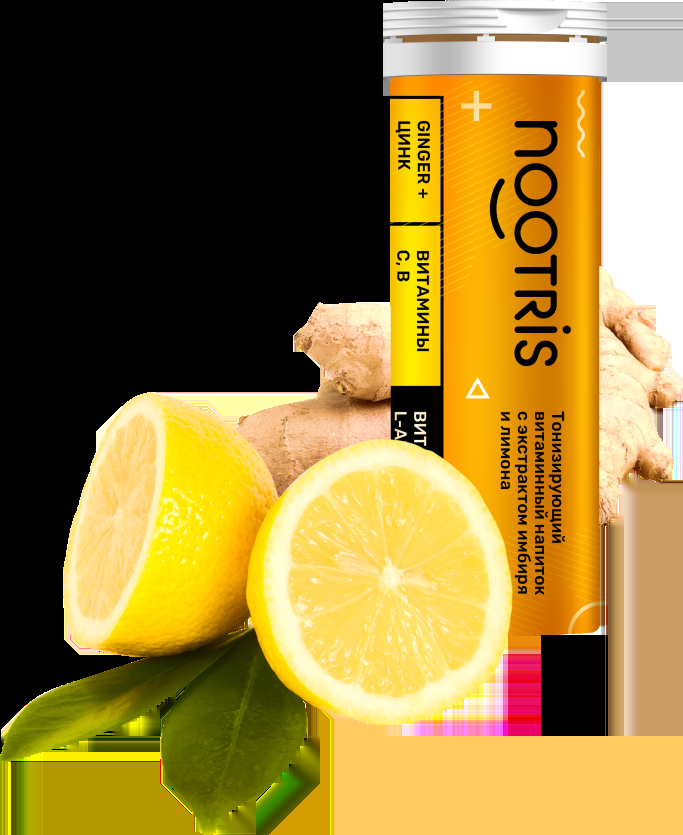 nooTRis
Тонизирующий
витаминный напиток
с экстрактом имбиря
и лимона
GINGER +
ЦИНК
ВИТАМИНЫ
C, B